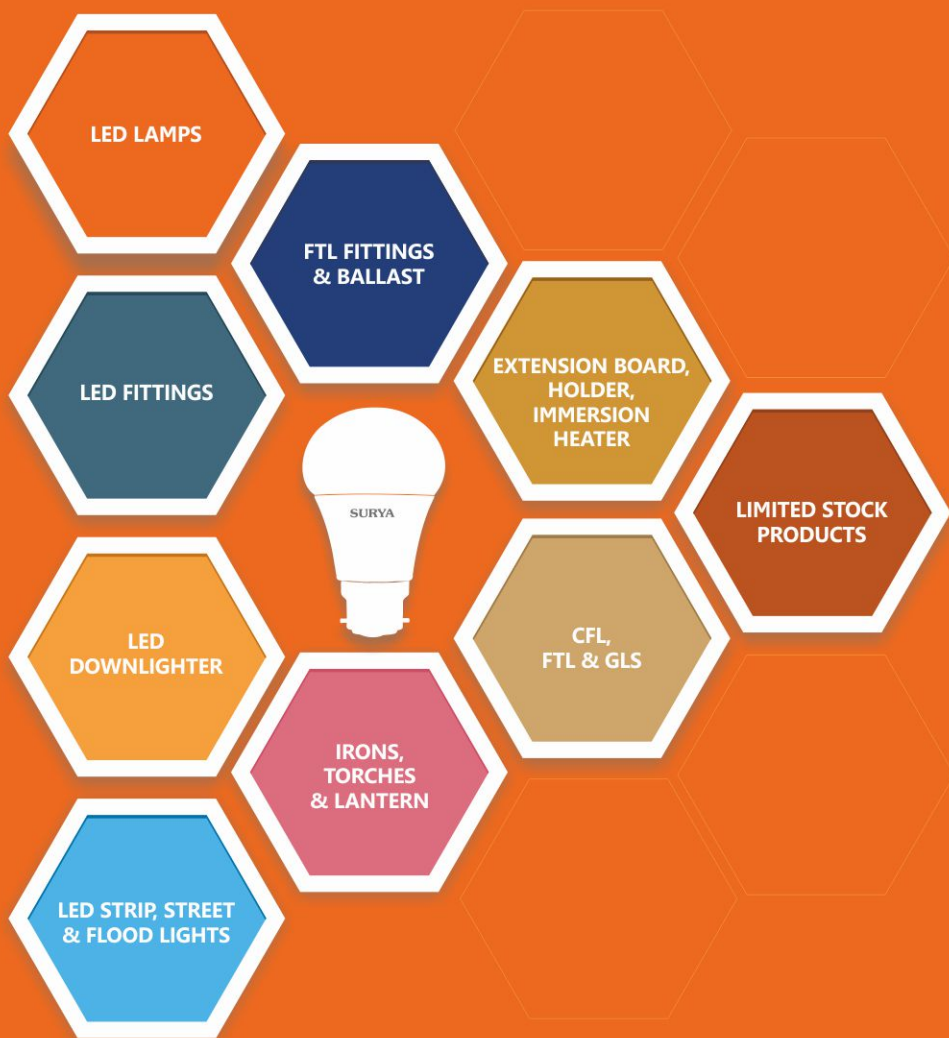 LED LAMPS
FTL FITTINGS
& BALLAST
LED FITTINGS
EXTENSION BOARD,
HOLDER,
IMMERSION
HEATER
SURYA
LIMITED STOCK
PRODUCTS
LED
DOWNLIGHTER
CFL,
FTL & GLS
IRONS,
TORCHES
& LANTERN
LED STRIP, STREET
& FLOOD LIGHTS